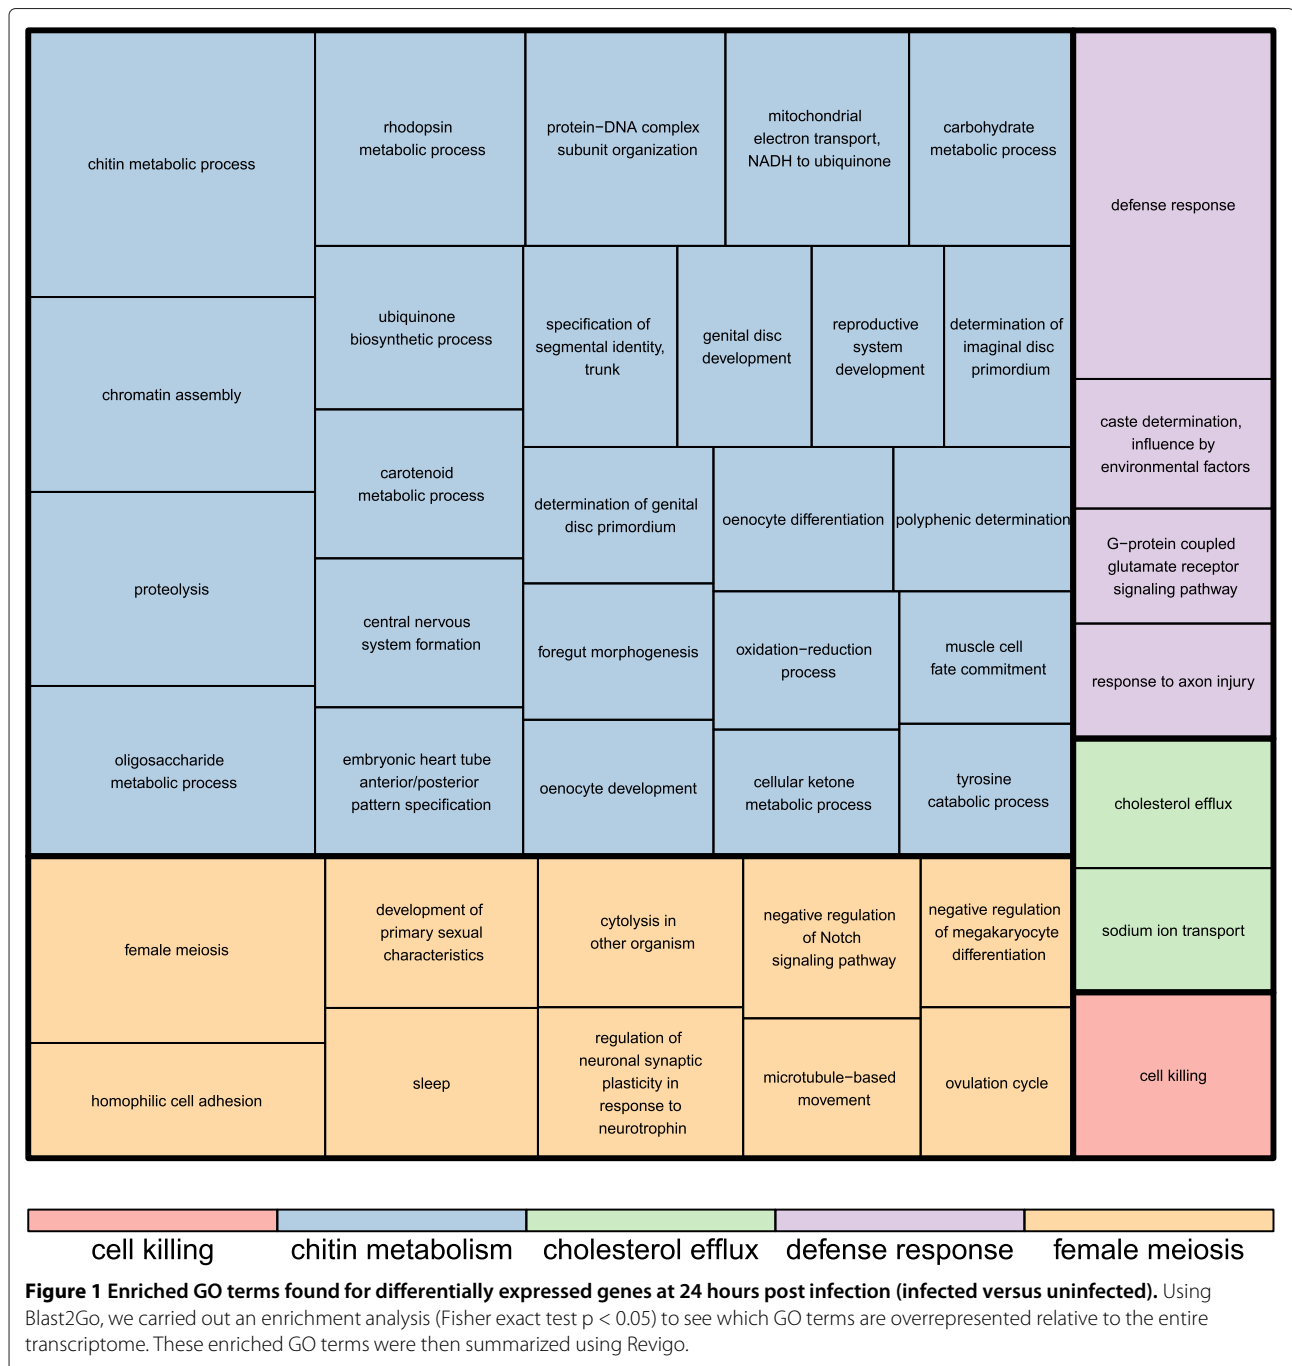 chitin metabolic process
rhodopsin
metabolic process
protein−DNA complex
subunit organization
mitochondrial
electron transport,
NADH to ubiquinone
carbohydrate
metabolic process
defense response
chromatin assembly
ubiquinone
biosynthetic process
specification of
segmental identity,
trunk
genital disc
development
reproductive
system
development
determination of
imaginal disc
primordium
caste determination,
influence by
environmental factors
carotenoid
metabolic process
determination of genital
disc primordium
oenocyte differentiation
polyphenic determination
G−protein coupled
glutamate receptor
signaling pathway
proteolysis
central nervous
system formation
foregut morphogenesis
oxidation−reduction
process
muscle cell
fate commitment
response to axon injury
oligosaccharide
metabolic process
embryonic heart tube
anterior/posterior
pattern specification
oenocyte development
cellular ketone
metabolic process
tyrosine
catabolic process
cholesterol efflux
female meiosis
development of
primary sexual
characteristics
cytolysis in
other organism
negative regulation
of Notch
signaling pathway
negative regulation
of megakaryocyte
differentiation
sodium ion transport
homophilic cell adhesion
sleep
regulation of
neuronal synaptic
plasticity in
response to
neurotrophin
microtubule−based
movement
ovulation cycle
cell killing
cell killing
chitin metabolism
cholesterol efflux
defense response
female meiosis
Figure 1 Enriched GO terms found for differentially expressed genes at 24 hours post infection (infected versus uninfected). Using
Blast2Go, we carried out an enrichment analysis (Fisher exact test p < 0.05) to see which GO terms are overrepresented relative to the entire
transcriptome. These enriched GO terms were then summarized using Revigo.